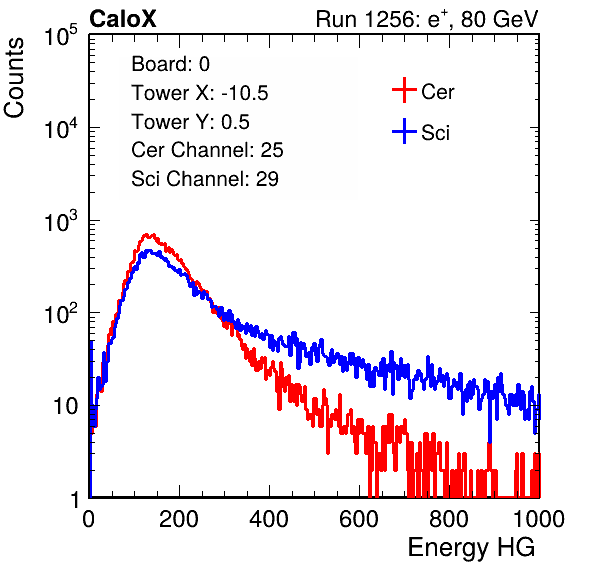 CaloX Run 1256: e⁺, 80 GeV
Board: 0
Tower X: -10.5
Tower Y: 0.5
Cer Channel: 25
Sci Channel: 29
Cer
Sci
Counts
10⁵
10⁴
10³
10²
10
1
0 200 400 600 800 1000
Energy HG